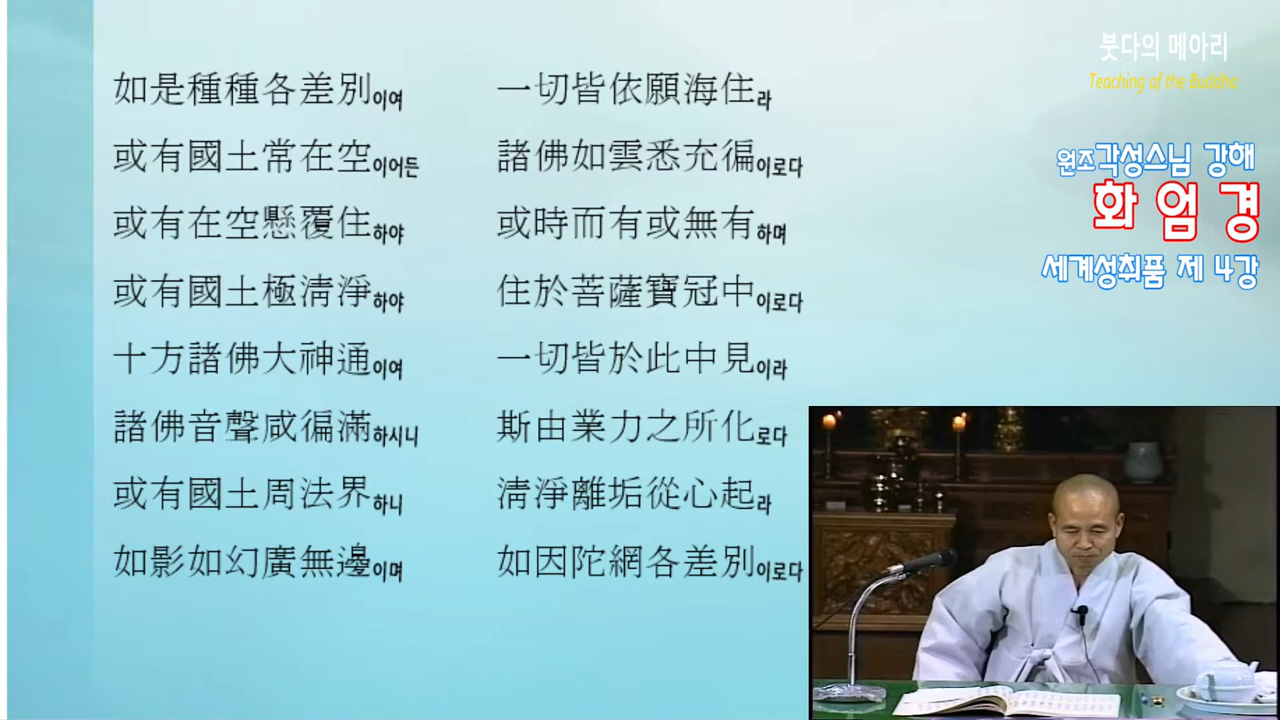 如是種種各差別이여 一切皆依願海住라
或有國土常在空이어든 諸佛如雲悉充徧이로다
或有在空懸覆住하야 或時而有或無有하며
或有國土極淸淨하야 住於菩薩寶冠中이로다
十方諸佛大神通이여 一切皆於此中見이라
諸佛音聲咸徧滿하시니 斯由業力之所化로다
或有國土周法界하니 淸淨離垢從心起라
如影如幻廣無邊이며 如因陀網各差別이로다
붓다의 메아리
Teaching of the Buddha
원조각성스님 강해
화엄경
세계성취품 제 4강